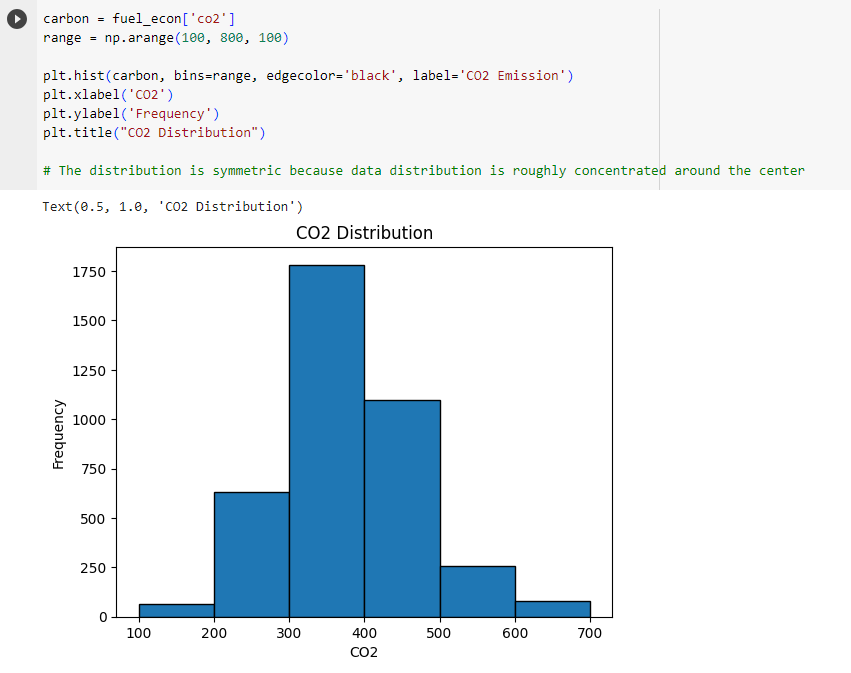 carbon = fuel_econ['co2']
range = np.arange(100, 800, 100)
plt.hist(carbon, bins=range, edgecolor='black', label='CO2 Emission')
plt.xlabel('CO2')
plt.ylabel('Frequency')
plt.title("CO2 Distribution")
# The distribution is symmetric because data distribution is roughly concentrated around the center
Text(0.5, 1.0, 'CO2 Distribution')
CO2 Distribution
1750
1500
1250
1000
750
500
250
0
Frequency
100 200 300 400 500 600 700
CO2